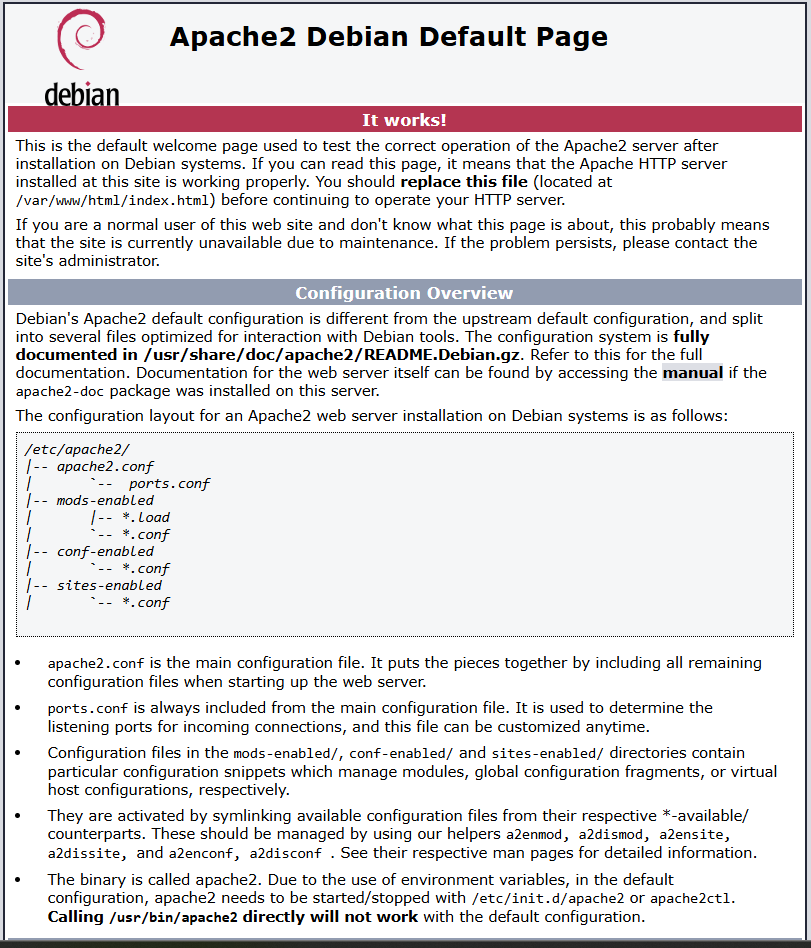 debian
Apache2 Debian Default Page
It works!
This is the default welcome page used to test the correct operation of the Apache2 server after
installation on Debian systems. If you can read this page, it means that the Apache HTTP server
installed at this site is working properly. You should replace this file (located at
/var/www/html/index.html) before continuing to operate your HTTP server.
If you are a normal user of this web site and don't know what this page is about, this probably means
that the site is currently unavailable due to maintenance. If the problem persists, please contact the
site's administrator.
Configuration Overview
Debian's Apache2 default configuration is different from the upstream default configuration, and split
into several files optimized for interaction with Debian tools. The configuration system is fully
documented in /usr/share/doc/apache2/README.Debian.gz. Refer to this for the full
documentation. Documentation for the web server itself can be found by accessing the manual if the
apache2-doc package was installed on this server.
The configuration layout for an Apache2 web server installation on Debian systems is as follows:
/etc/apache2/
|-- apache2.conf
|       `--  ports.conf
|-- mods-enabled
|       |-- *.load
|       `-- *.conf
|-- conf-enabled
|       `-- *.conf
|-- sites-enabled
|       `-- *.conf
• apache2.conf is the main configuration file. It puts the pieces together by including all remaining
configuration files when starting up the web server.
• ports.conf is always included from the main configuration file. It is used to determine the
listening ports for incoming connections, and this file can be customized anytime.
• Configuration files in the mods-enabled/, conf-enabled/ and sites-enabled/ directories contain
particular configuration snippets which manage modules, global configuration fragments, or virtual
host configurations, respectively.
• They are activated by symlinking available configuration files from their respective *-available/
counterparts. These should be managed by using our helpers a2enmod, a2dismod, a2ensite,
a2dissite, and a2enconf, a2disconf . See their respective man pages for detailed information.
• The binary is called apache2. Due to the use of environment variables, in the default
configuration, apache2 needs to be started/stopped with /etc/init.d/apache2 or apache2ctl.
Calling /usr/bin/apache2 directly will not work with the default configuration.